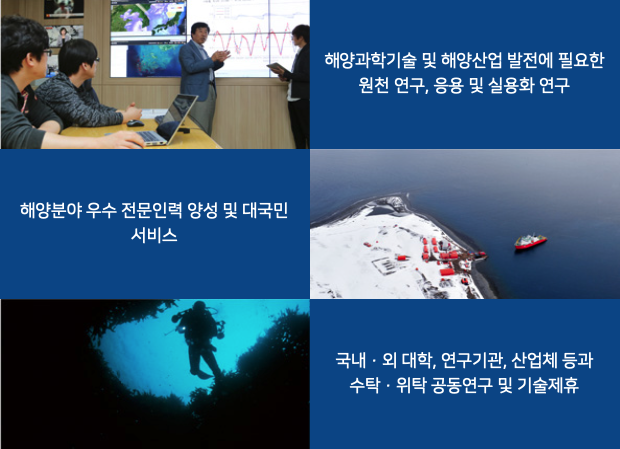 해양과학기술 및 해양산업 발전에 필요한
원천 연구, 응용 및 실용화 연구
해양분야 우수 전문인력 양성 및 대국민
서비스
국내 · 외 대학, 연구기관, 산업체 등과
수탁 · 위탁 공동연구 및 기술제휴